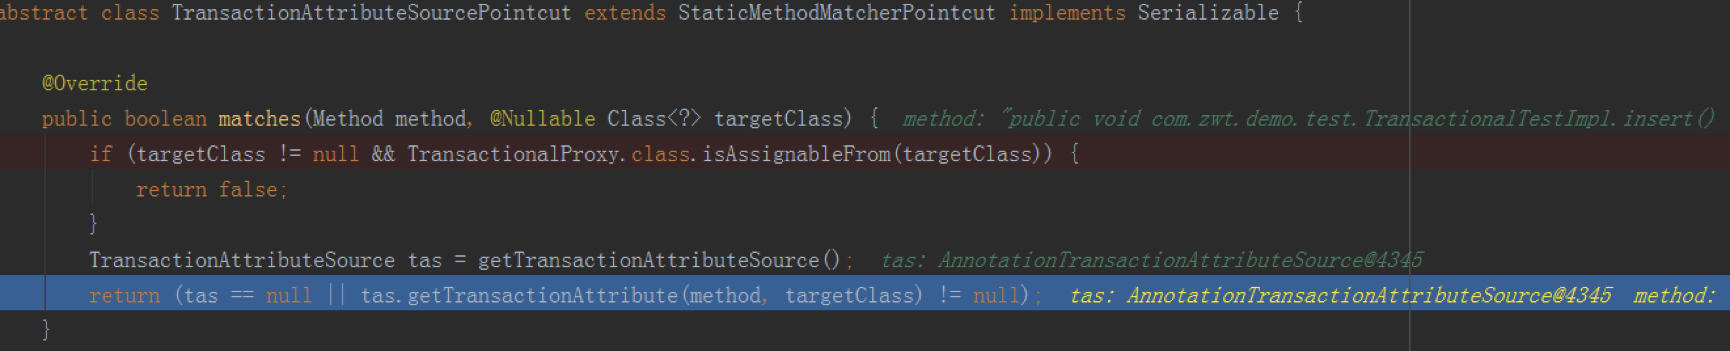 abstract class TransactionAttributeSourcePointcut extends StaticMethodMatcherPointcut implements Serializable {
@Override
public boolean matches(Method method, @Nullable Class<?> targetClass) {  method: "public void com.zwt.demo.test.TransactionalTestImpl.insert()
if (targetClass != null && TransactionalProxy.class.isAssignableFrom(targetClass)) {
return false;
}
TransactionAttributeSource tas = getTransactionAttributeSource();  tas: AnnotationTransactionAttributeSource@4345
return (tas == null || tas.getTransactionAttribute(method, targetClass) != null);  tas: AnnotationTransactionAttributeSource@4345  method:
}